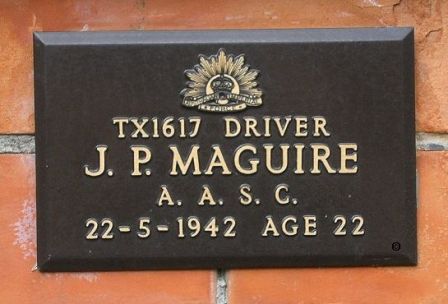 TX1617 DRIVER
J. P. MAGUIRE
A. A. S. C.
22-5-1942 AGE 22